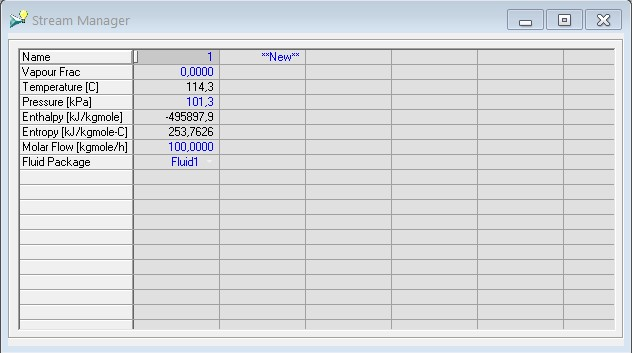 Stream Manager
Name 1 **New**
Vapour Frac 0,0000
Temperature [C] 114,3
Pressure [kPa] 101,3
Enthalpy [kJ/kgmole] -495897,9
Entropy [kJ/kgmole-C] 253,7626
Molar Flow [kgmole/h] 100,0000
Fluid Package Fluid1